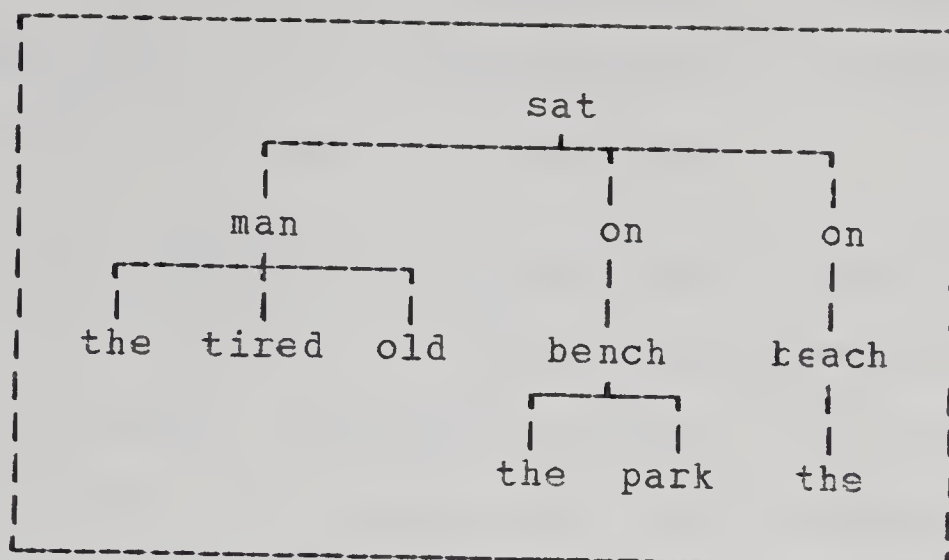 sat
man on on
the tired old bench beach
the park the